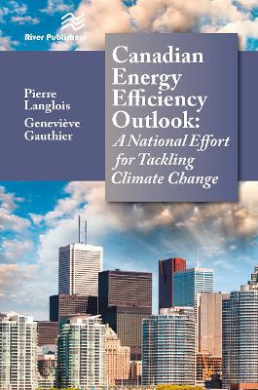 River Publishers
Canadian
Energy
Efficiency
Outlook:
A National Effort
for Tackling
Climate Change
Pierre
Langlois
Geneviève
Gauthier